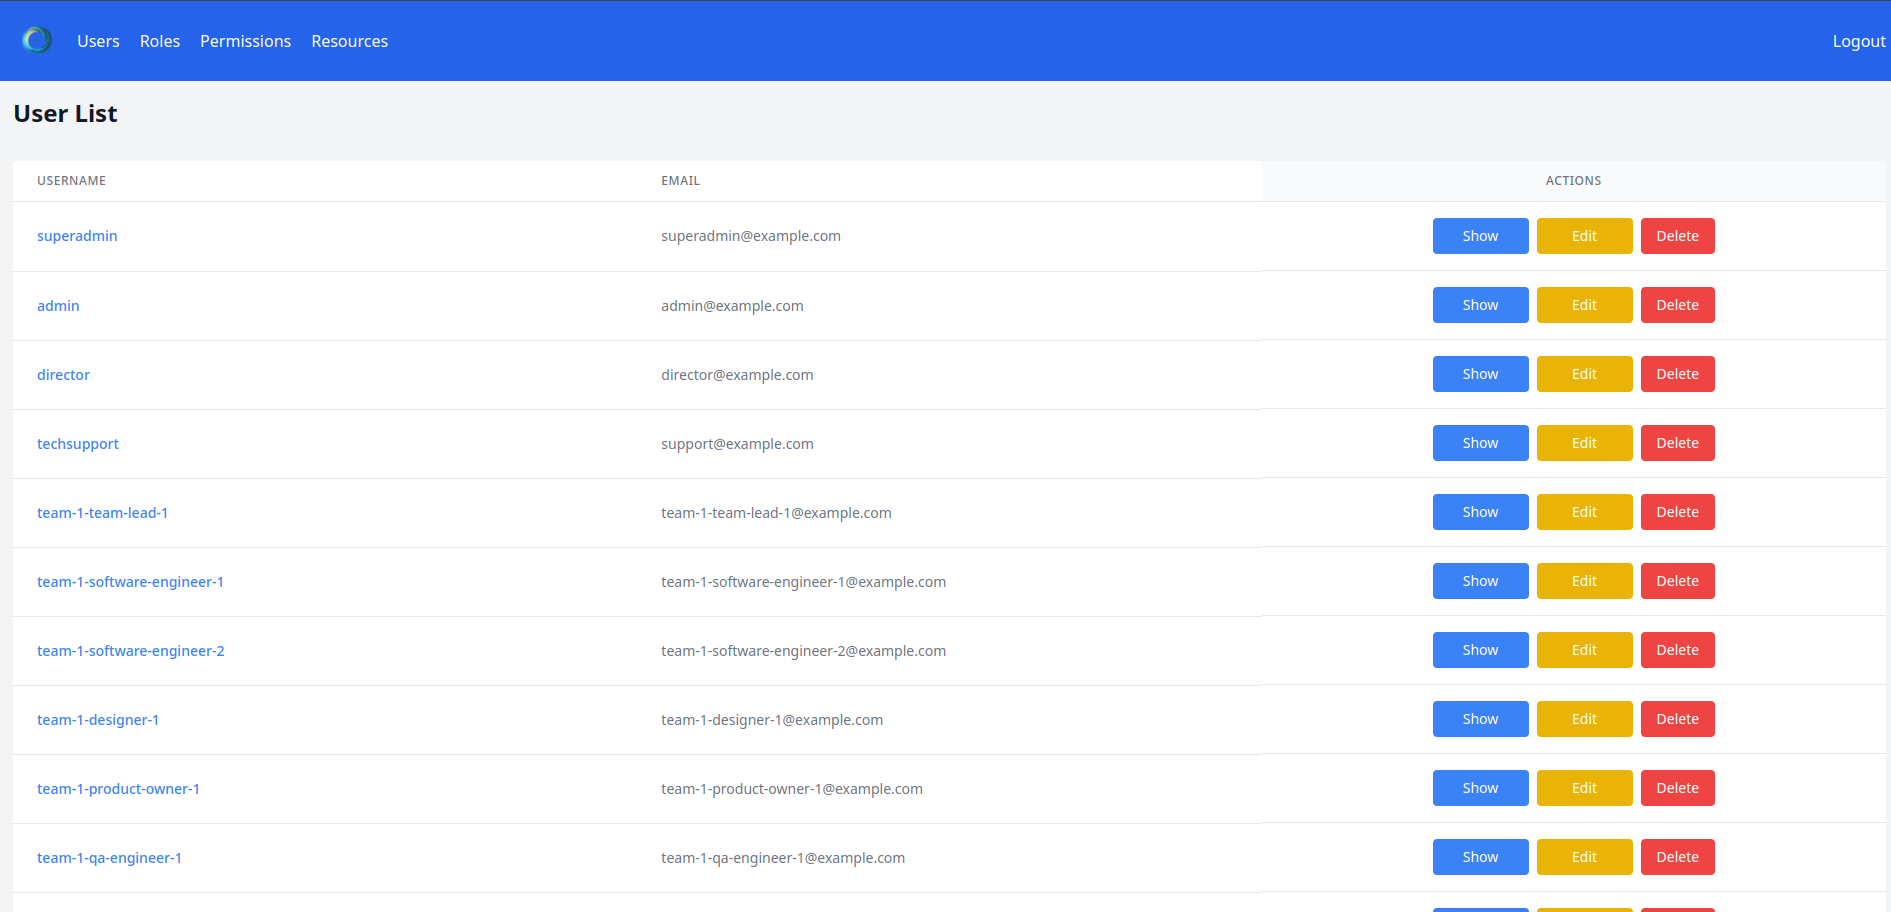 Users Roles Permissions Resources Logout
User List
USERNAME EMAIL ACTIONS
superadmin superadmin@example.com Show Edit Delete
admin admin@example.com Show Edit Delete
director director@example.com Show Edit Delete
techsupport support@example.com Show Edit Delete
team-1-team-lead-1 team-1-team-lead-1@example.com Show Edit Delete
team-1-software-engineer-1 team-1-software-engineer-1@example.com Show Edit Delete
team-1-software-engineer-2 team-1-software-engineer-2@example.com Show Edit Delete
team-1-designer-1 team-1-designer-1@example.com Show Edit Delete
team-1-product-owner-1 team-1-product-owner-1@example.com Show Edit Delete
team-1-qa-engineer-1 team-1-qa-engineer-1@example.com Show Edit Delete